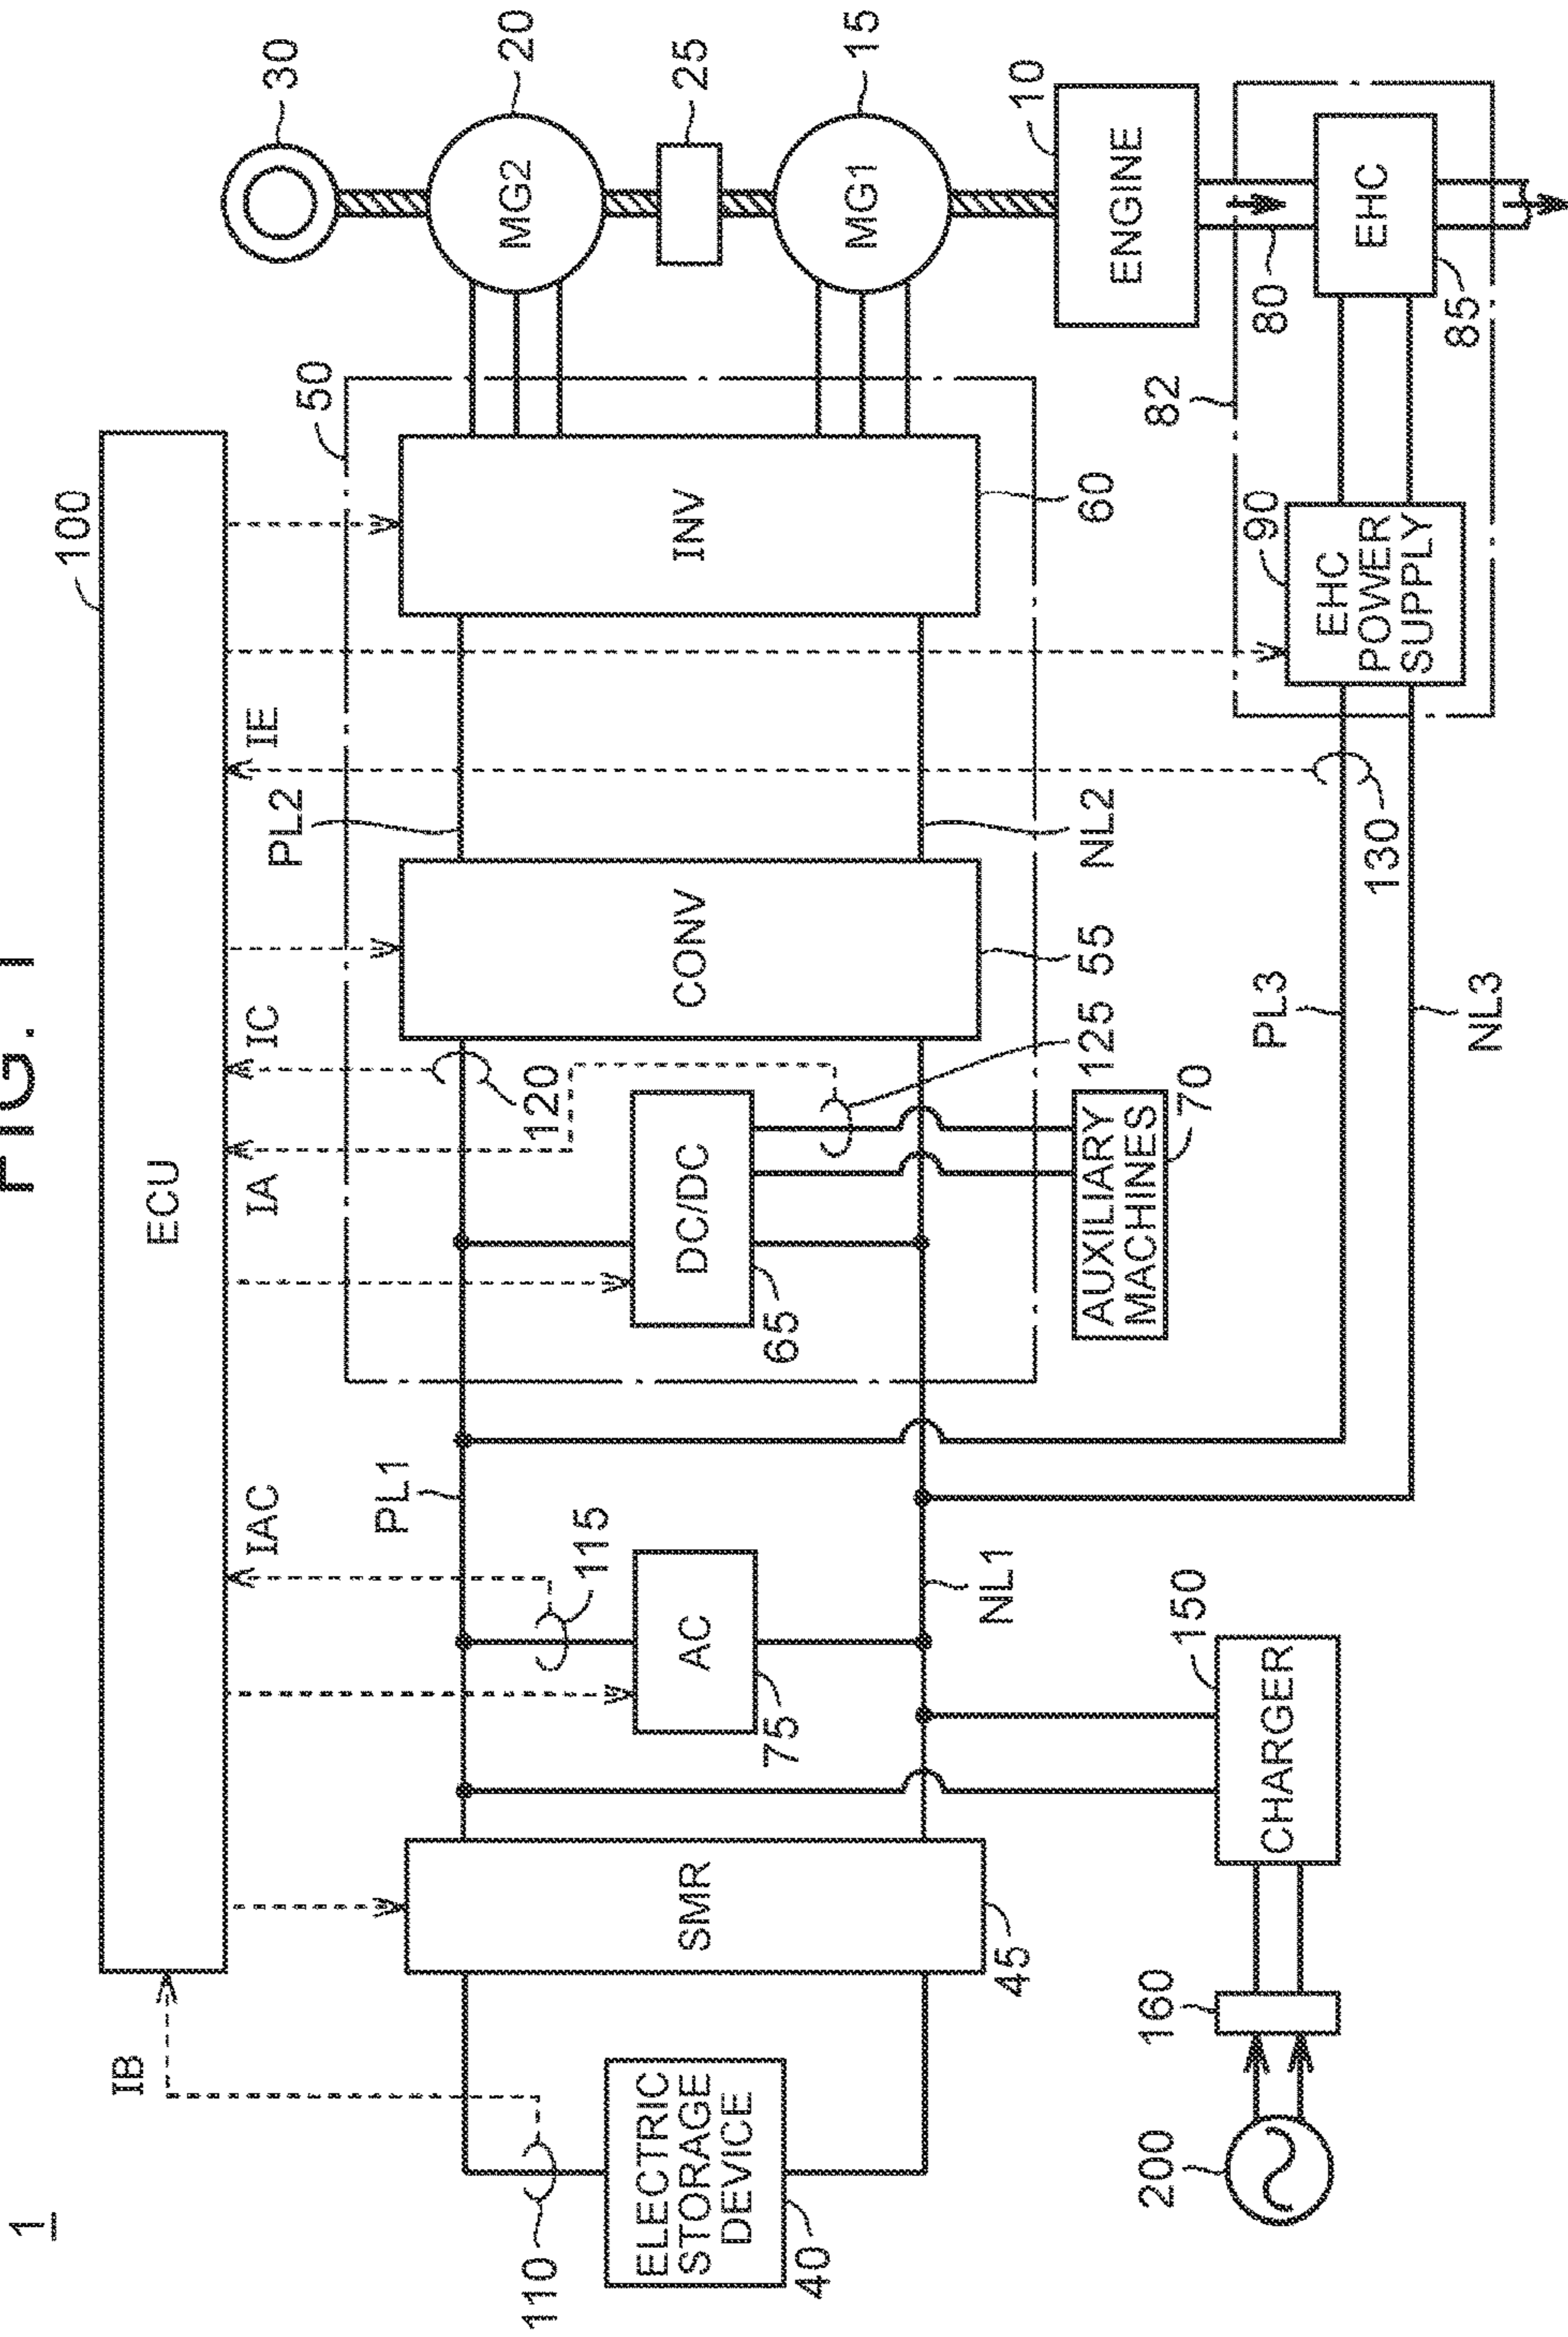 FIG. 1
1
100
ECU
IB
IAC
IA
IC
IE
50
30
20
25
15
10
MG2
MG1
ENGINE
PL1
PL2
115
120
110
ELECTRIC
STORAGE
DEVICE
40
SMR
45
AC
75
DC/DC
65
CONV
55
INV
60
NL1
NL2
125
AUXILIARY
MACHINES
70
PL3
NL3
130
82
80
90
EHC
POWER
SUPPLY
EHC
85
200
160
CHARGER
150